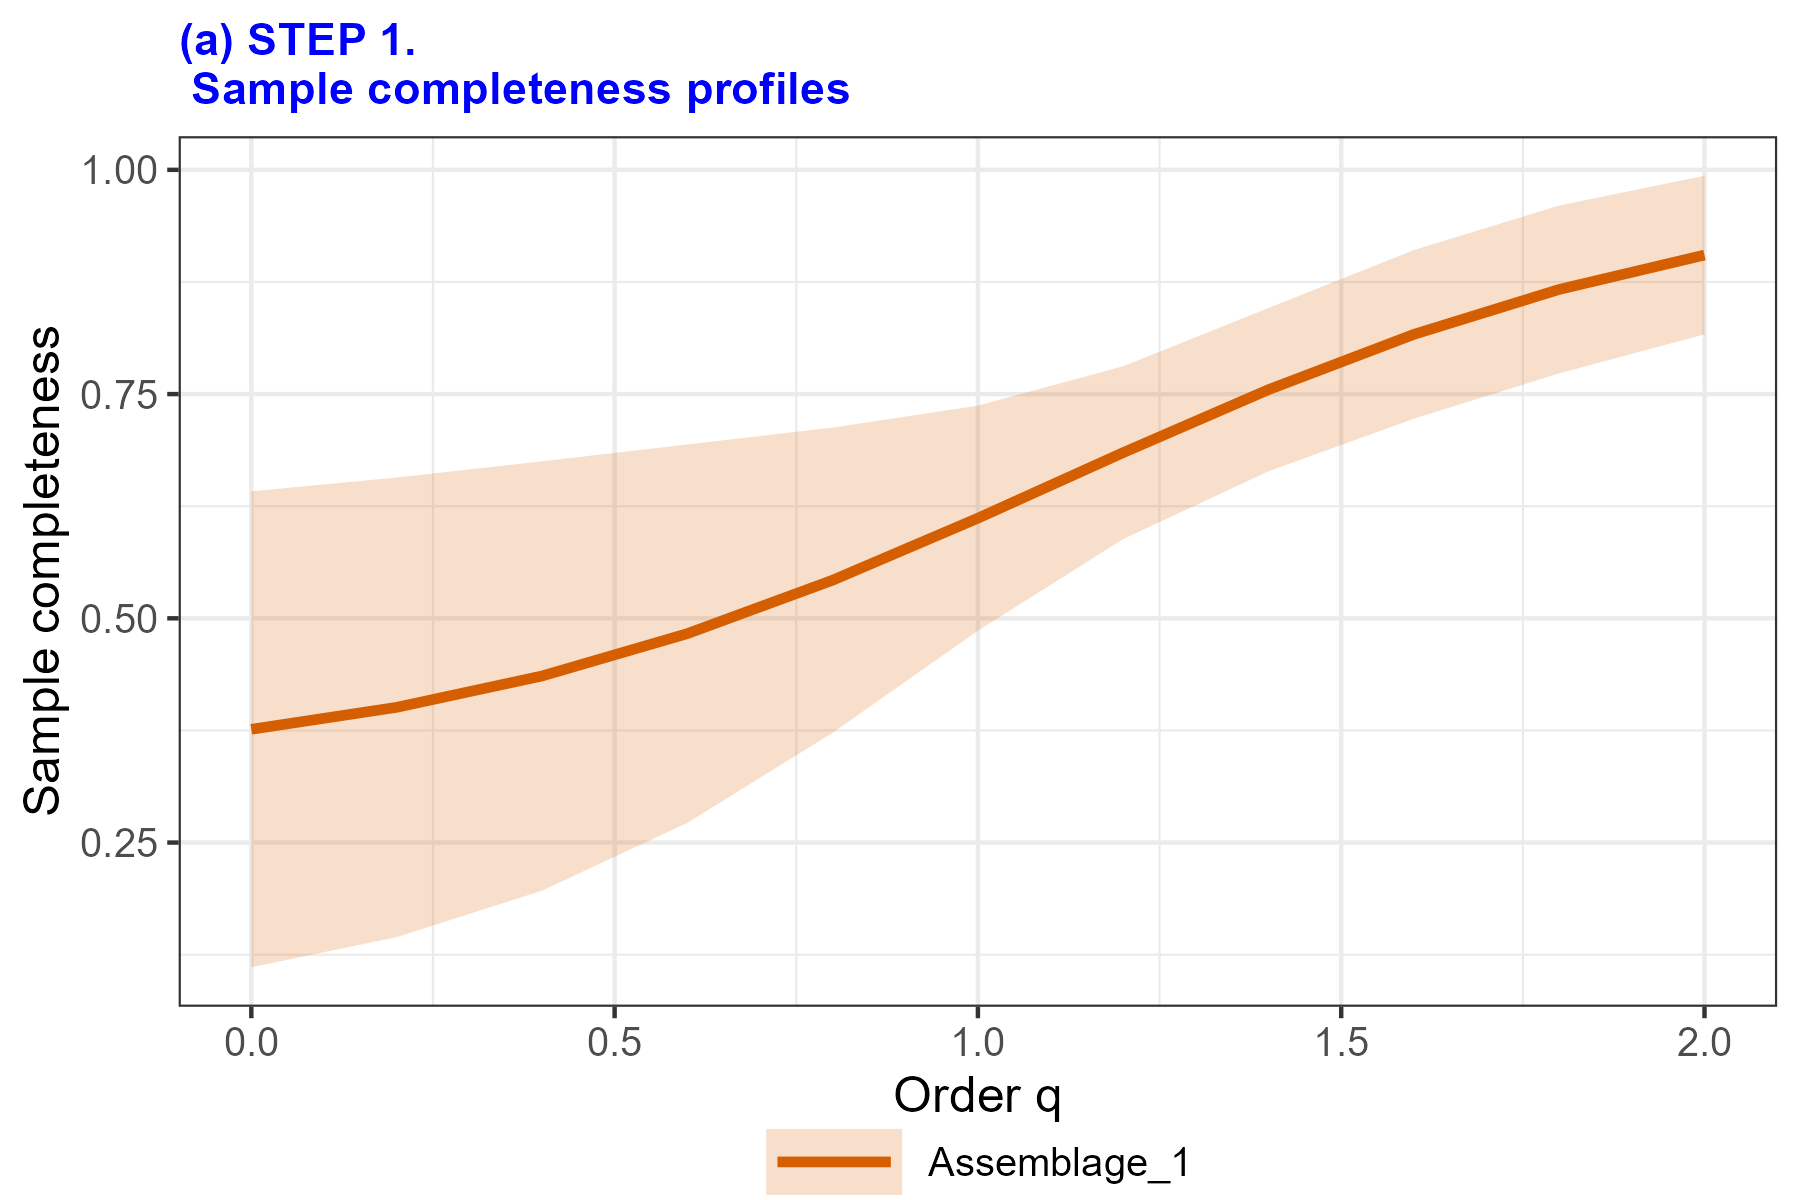 (a) STEP 1.
Sample completeness profiles
1.00
0.75
0.50
0.25
Sample completeness
0.0 0.5 1.0 1.5 2.0
Order q
Assemblage_1